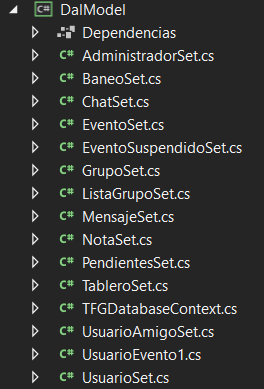 DalModel
Dependencias
AdministradorSet.cs
BaneoSet.cs
ChatSet.cs
EventoSet.cs
EventoSuspendidoSet.cs
GrupoSet.cs
ListaGrupoSet.cs
MensajeSet.cs
NotaSet.cs
PendientesSet.cs
TableroSet.cs
TFGDatabaseContext.cs
UsuarioAmigoSet.cs
UsuarioEvento1.cs
UsuarioSet.cs